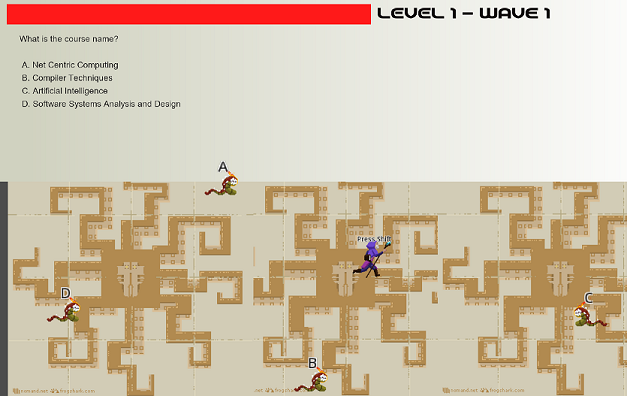 LEVEL 1 – WAVE 1
What is the course name?
A. Net Centric Computing
B. Compiler Techniques
C. Artificial Intelligence
D. Software Systems Analysis and Design
A
Press Shift
D
C
B